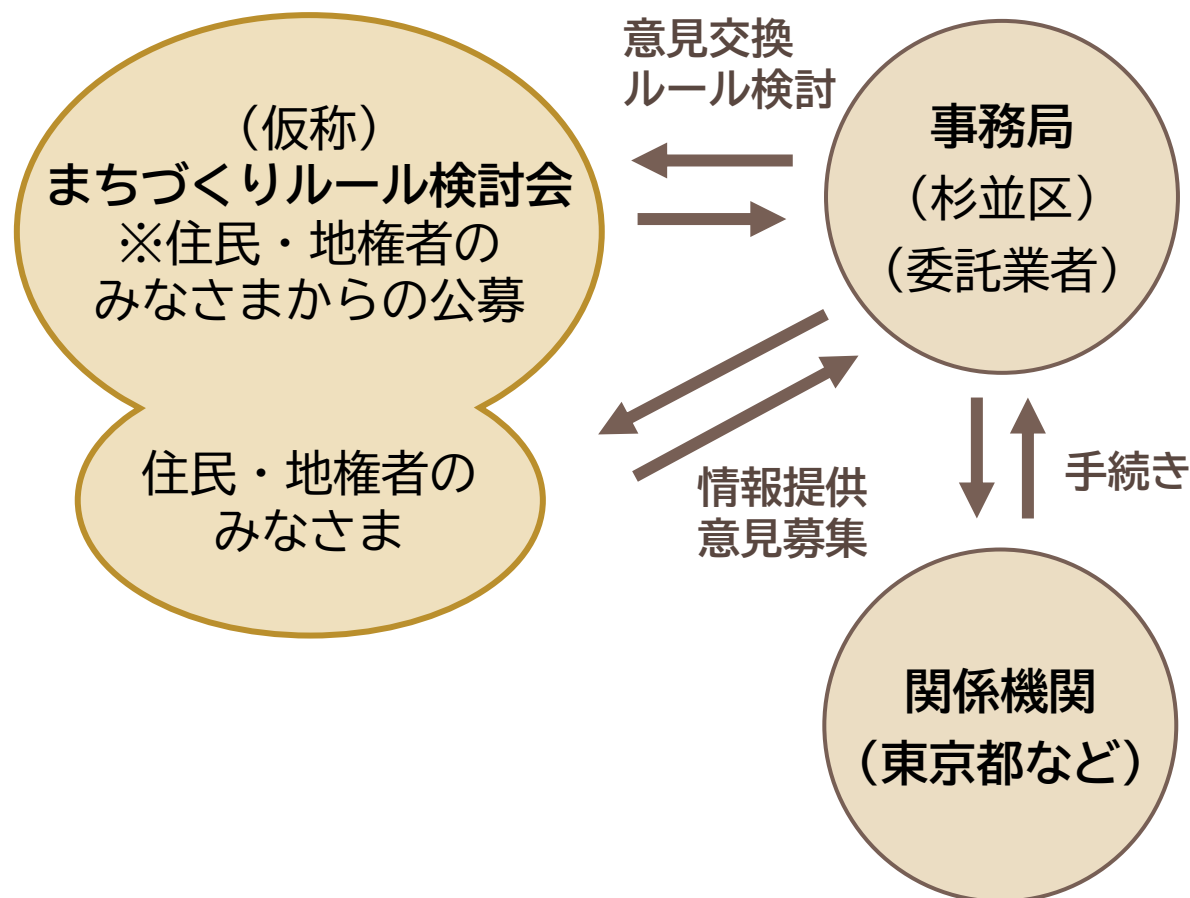 （仮称）
まちづくりルール検討会
※住民・地権者の
みなさまからの公募
住民・地権者の
みなさま
意見交換
ルール検討
事務局
（杉並区）
（委託業者）
情報提供
意見募集
手続き
関係機関
（東京都など）